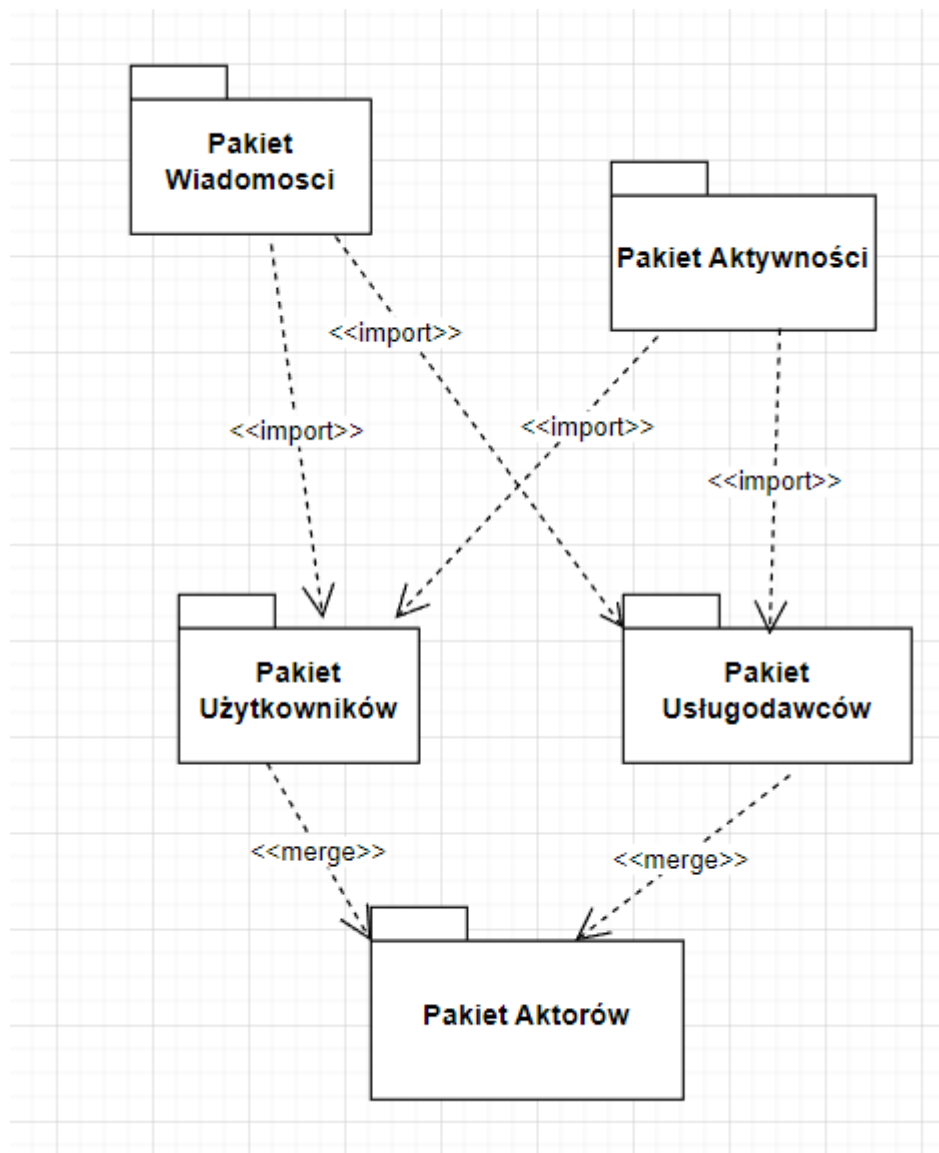 Pakiet
Wiadomosci
Pakiet Aktywności
<<import>>
<<import>>
<<import>>
<<import>>
Pakiet
Użytkowników
Pakiet
Usługodawców
<<merge>>
<<merge>>
Pakiet Aktorów